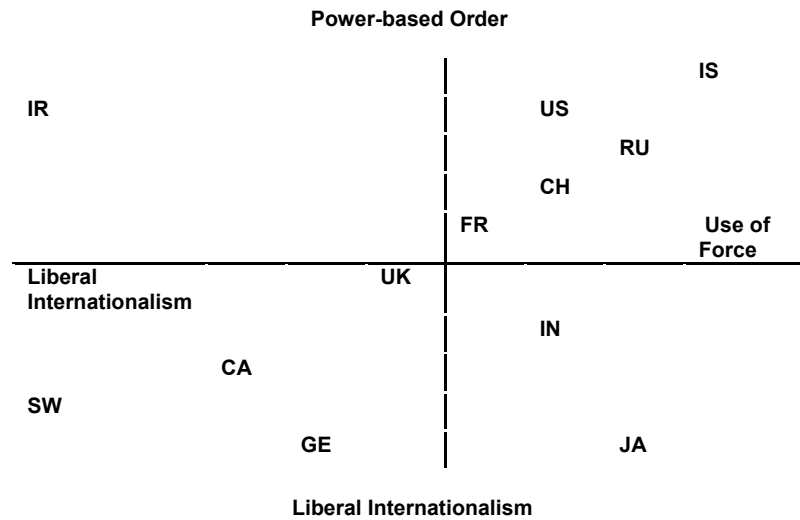 Power-based Order
IS
IR US
RU
CH
FR Use of
Force
Liberal UK
Internationalism
IN
CA
SW
GE JA
Liberal Internationalism